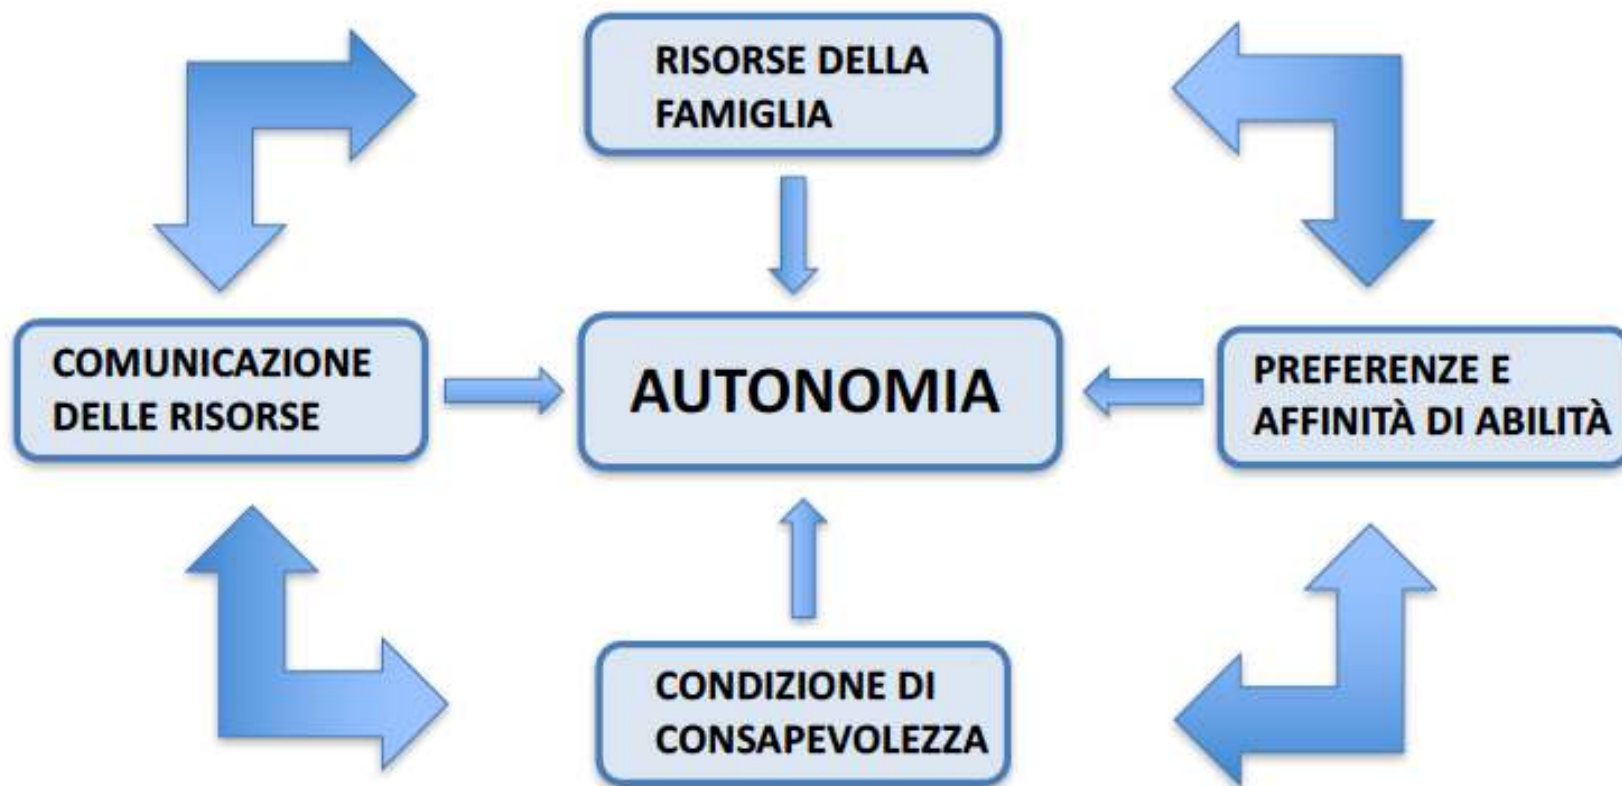 RISORSE DELLA
FAMIGLIA
COMUNICAZIONE
DELLE RISORSE
AUTONOMIA
PREFERENZE E
AFFINITÀ DI ABILITÀ
CONDIZIONE DI
CONSAPEVOLEZZA